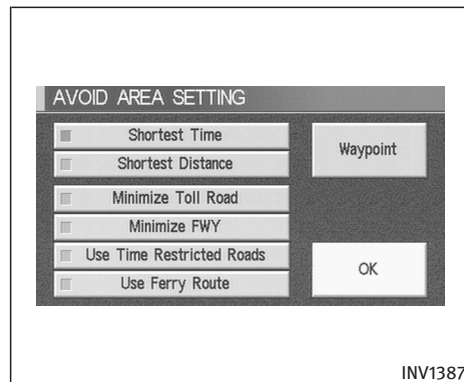 AVOID AREA SETTING
Shortest Time
Shortest Distance
Waypoint
Minimize Toll Road
Minimize FWY
Use Time Restricted Roads
Use Ferry Route
OK
INV1387